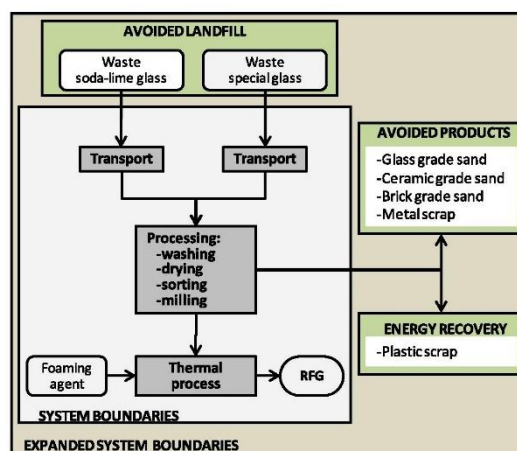 AVOIDED LANDFILL
Waste
soda-lime glass
Waste
special glass
Transport
Transport
AVOIDED PRODUCTS
-Glass grade sand
-Ceramic grade sand
-Brick grade sand
-Metal scrap
Processing:
-washing
-drying
-sorting
-milling
ENERGY RECOVERY
-Plastic scrap
Foaming
agent
Thermal
process
RFG
SYSTEM BOUNDARIES
EXPANDED SYSTEM BOUNDARIES